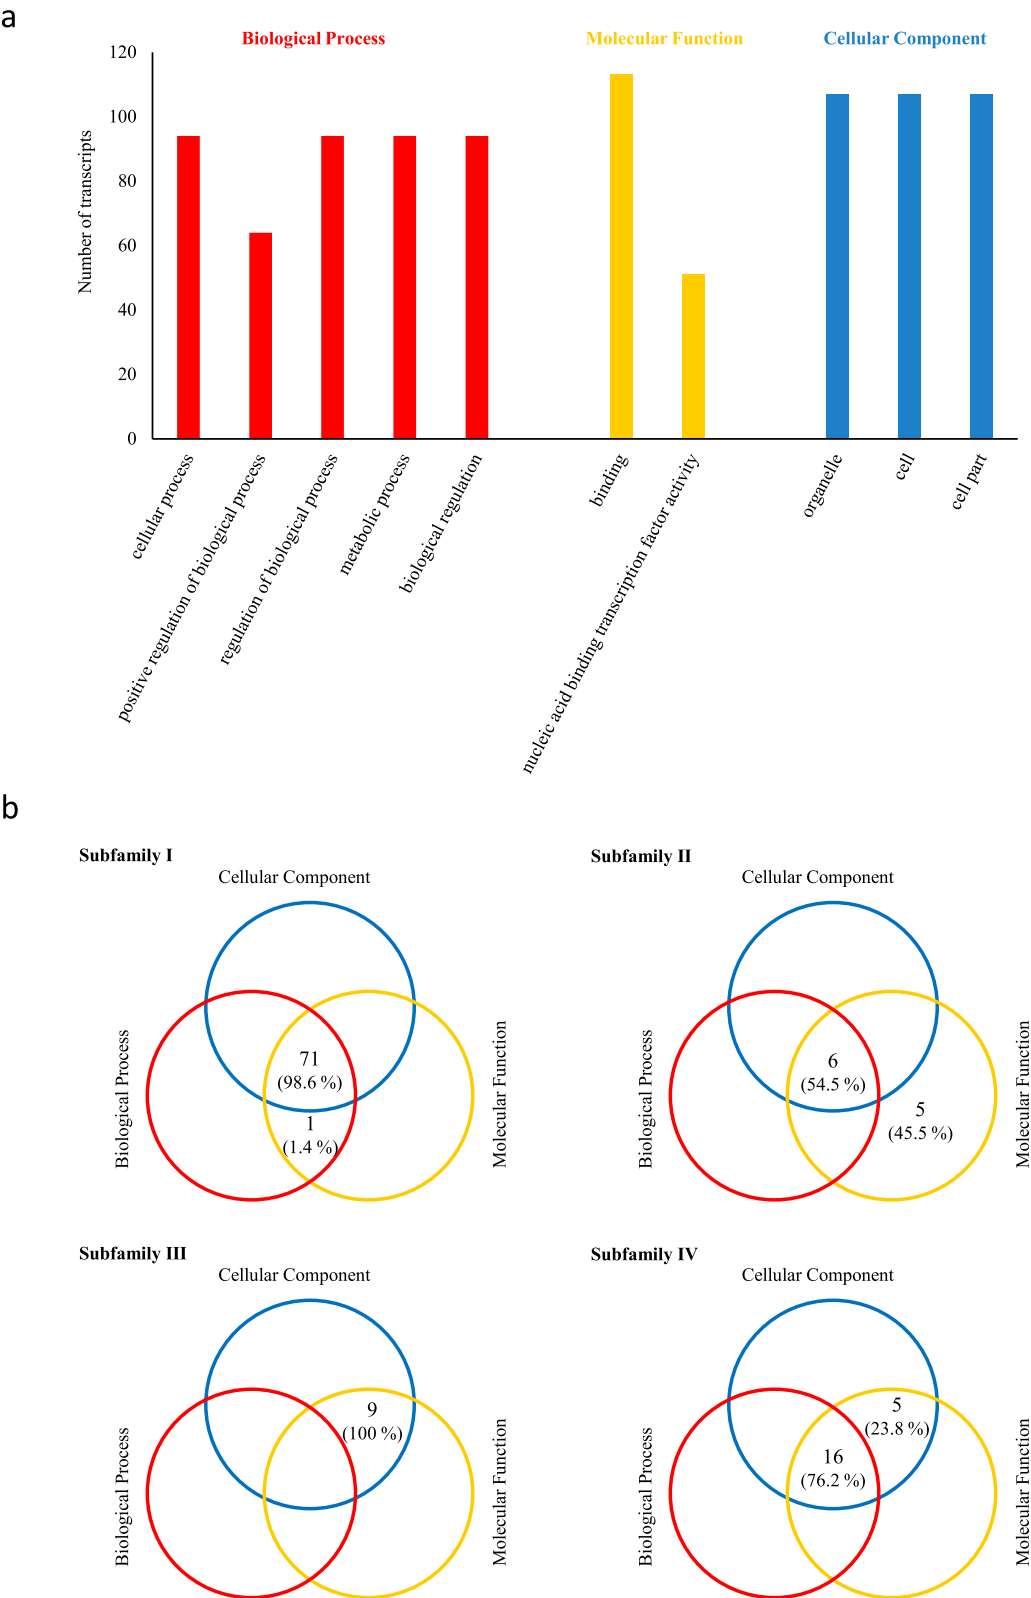 a
Biological Process
Molecular Function
Cellular Component
120
100
80
60
40
20
0
Number of transcripts
cellular process
positive regulation of biological process
regulation of biological process
metabolic process
biological regulation
binding
nucleic acid binding transcription factor activity
organelle
cell
cell part
b
Subfamily I
Cellular Component
Biological Process
Molecular Function
71
(98.6 %)
1
(1.4 %)
Subfamily II
Cellular Component
Biological Process
Molecular Function
6
(54.5 %)
5
(45.5 %)
Subfamily III
Cellular Component
Biological Process
Molecular Function
9
(100 %)
Subfamily IV
Cellular Component
Biological Process
Molecular Function
5
(23.8 %)
16
(76.2 %)